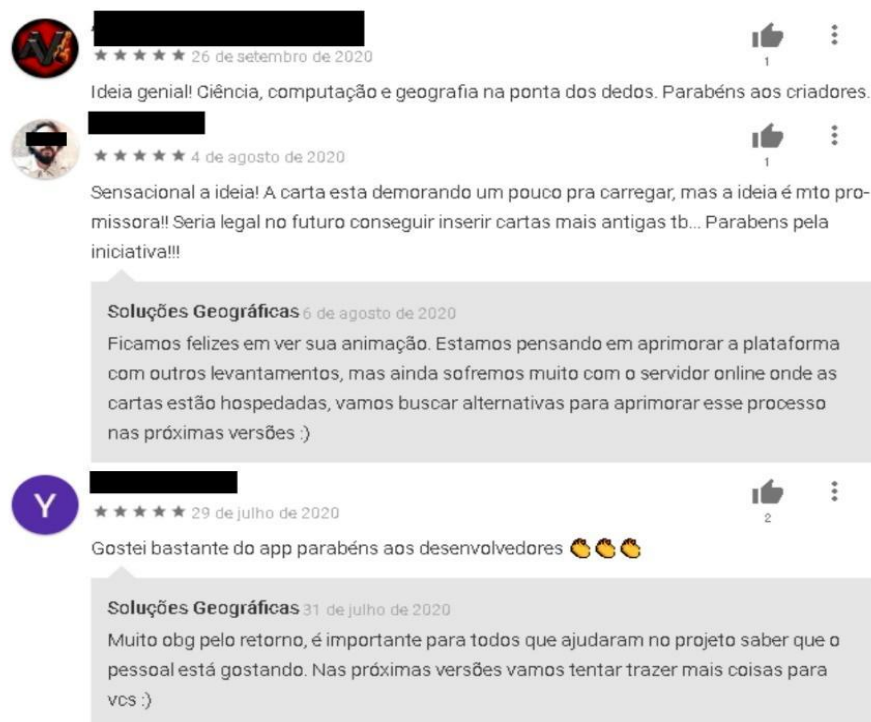 26 de setembro de 2020
1
Ideia genial! Ciência, computação e geografia na ponta dos dedos. Parabéns aos criadores.
4 de agosto de 2020
1
Sensacional a ideia! A carta esta demorando um pouco pra carregar, mas a ideia é mto pro-
missora!! Seria legal no futuro conseguir inserir cartas mais antigas tb... Parabens pela
iniciativa!!!
Soluções Geográficas 6 de agosto de 2020
Ficamos felizes em ver sua animação. Estamos pensando em aprimorar a plataforma
com outros levantamentos, mas ainda sofremos muito com o servidor online onde as
cartas estão hospedadas, vamos buscar alternativas para aprimorar esse processo
nas próximas versões :)
Y
29 de julho de 2020
2
Gostei bastante do app parabéns aos desenvolvedores 👏👏👏
Soluções Geográficas 31 de julho de 2020
Muito obg pelo retorno, é importante para todos que ajudaram no projeto saber que o
pessoal está gostando. Nas próximas versões vamos tentar trazer mais coisas para
vcs :)